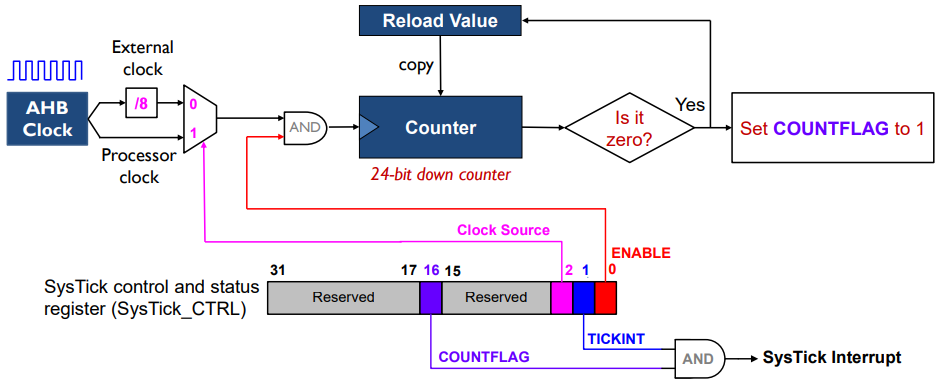 Reload Value
External
clock
copy
AHB
Clock
/8
0
1
Processor
clock
AND
Counter
24-bit down counter
Is it
zero?
Yes
Set COUNTFLAG to 1
Clock Source
ENABLE
31
17
16
15
2
1
0
SysTick control and status
register (SysTick_CTRL)
Reserved
Reserved
TICKINT
COUNTFLAG
AND
SysTick Interrupt